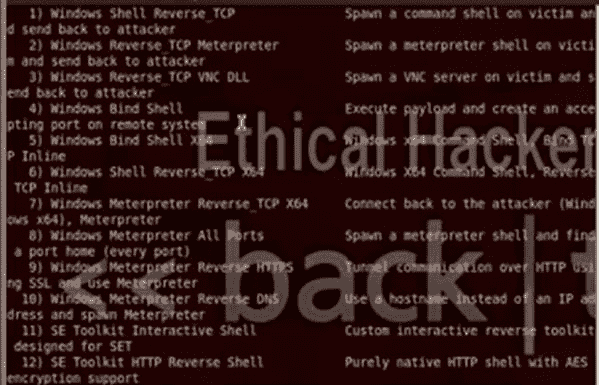 1) Windows Shell Reverse_TCP Spawn a command shell on victim an
d send back to attacker
2) Windows Reverse_TCP Meterpreter Spawn a meterpreter shell on victi
m and send back to attacker
3) Windows Reverse_TCP VNC DLL Spawn a VNC server on victim and s
end back to attacker
4) Windows Bind Shell Execute payload and create an acce
pting port on remote system
5) Windows Bind Shell X64 Windows x64 Command Shell, Bind TC
P Inline
6) Windows Shell Reverse_TCP X64 Windows X64 Command Shell, Reverse
TCP Inline
7) Windows Meterpreter Reverse_TCP X64 Connect back to the attacker (Wind
ows x64), Meterpreter
8) Windows Meterpreter All Ports Spawn a meterpreter shell and find
a port home (every port)
9) Windows Meterpreter Reverse HTTPS Tunnel communication over HTTP usi
ng SSL and use Meterpreter
10) Windows Meterpreter Reverse DNS Use a hostname instead of an IP ad
dress and spawn Meterpreter
11) SE Toolkit Interactive Shell Custom interactive reverse toolkit
designed for SET
12) SE Toolkit HTTP Reverse Shell Purely native HTTP shell with AES
encryption support
Ethical Hacker
<< back | t